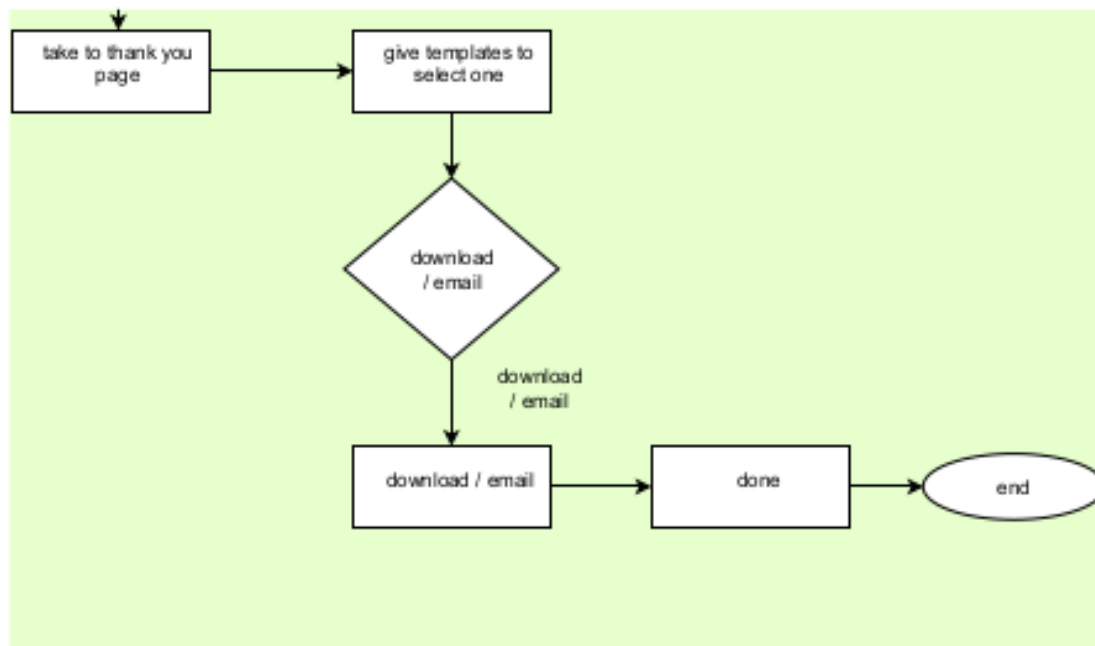 take to thank you
page
give templates to
select one
download
/ email
download
/ email
download / email
done
end